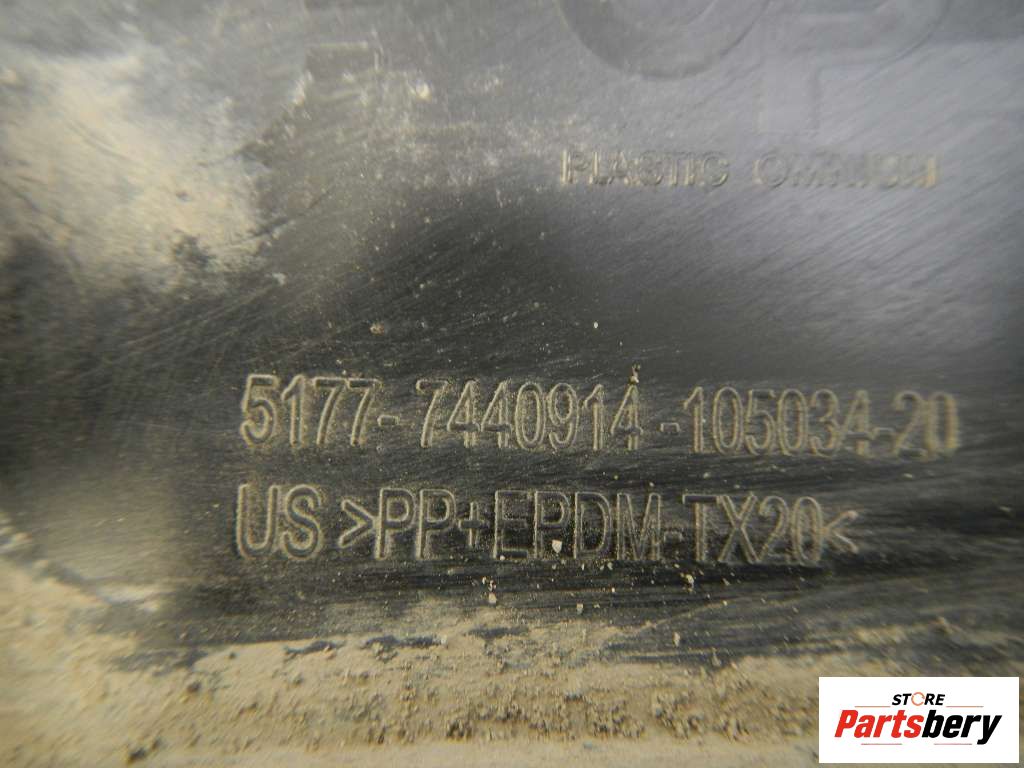 PLASTIC OMNIUM
5177-7440914-105034-20
US >PP+EPDM-TX20<
STORE
Partsbery